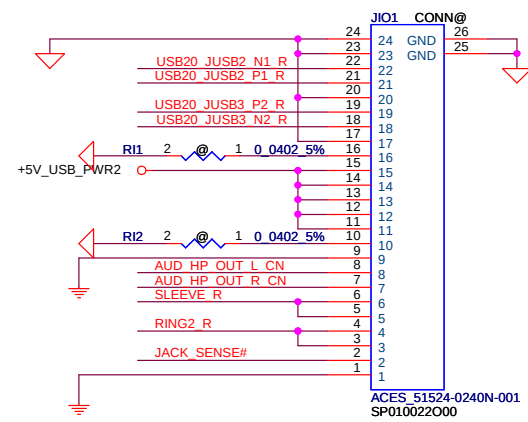 JIO1 CONN@
24 24 GND 26
23 23 GND 25
USB20_JUSB2_N1_R 22 22
USB20_JUSB2_P1_R 21 21
20 20
USB20_JUSB3_P2_R 19 19
USB20_JUSB3_N2_R 18 18
17 17
RI1 2 @ 1 0_0402_5% 16 16
+5V_USB_PWR2 15 15
14 14
13 13
12 12
11 11
RI2 2 @ 1 0_0402_5% 10 10
9 9
AUD_HP_OUT_L_CN 8 8
AUD_HP_OUT_R_CN 7 7
SLEEVE_R 6 6
5 5
RING2_R 4 4
3 3
JACK_SENSE# 2 2
1 1
ACES_51524-0240N-001
SP010022O00